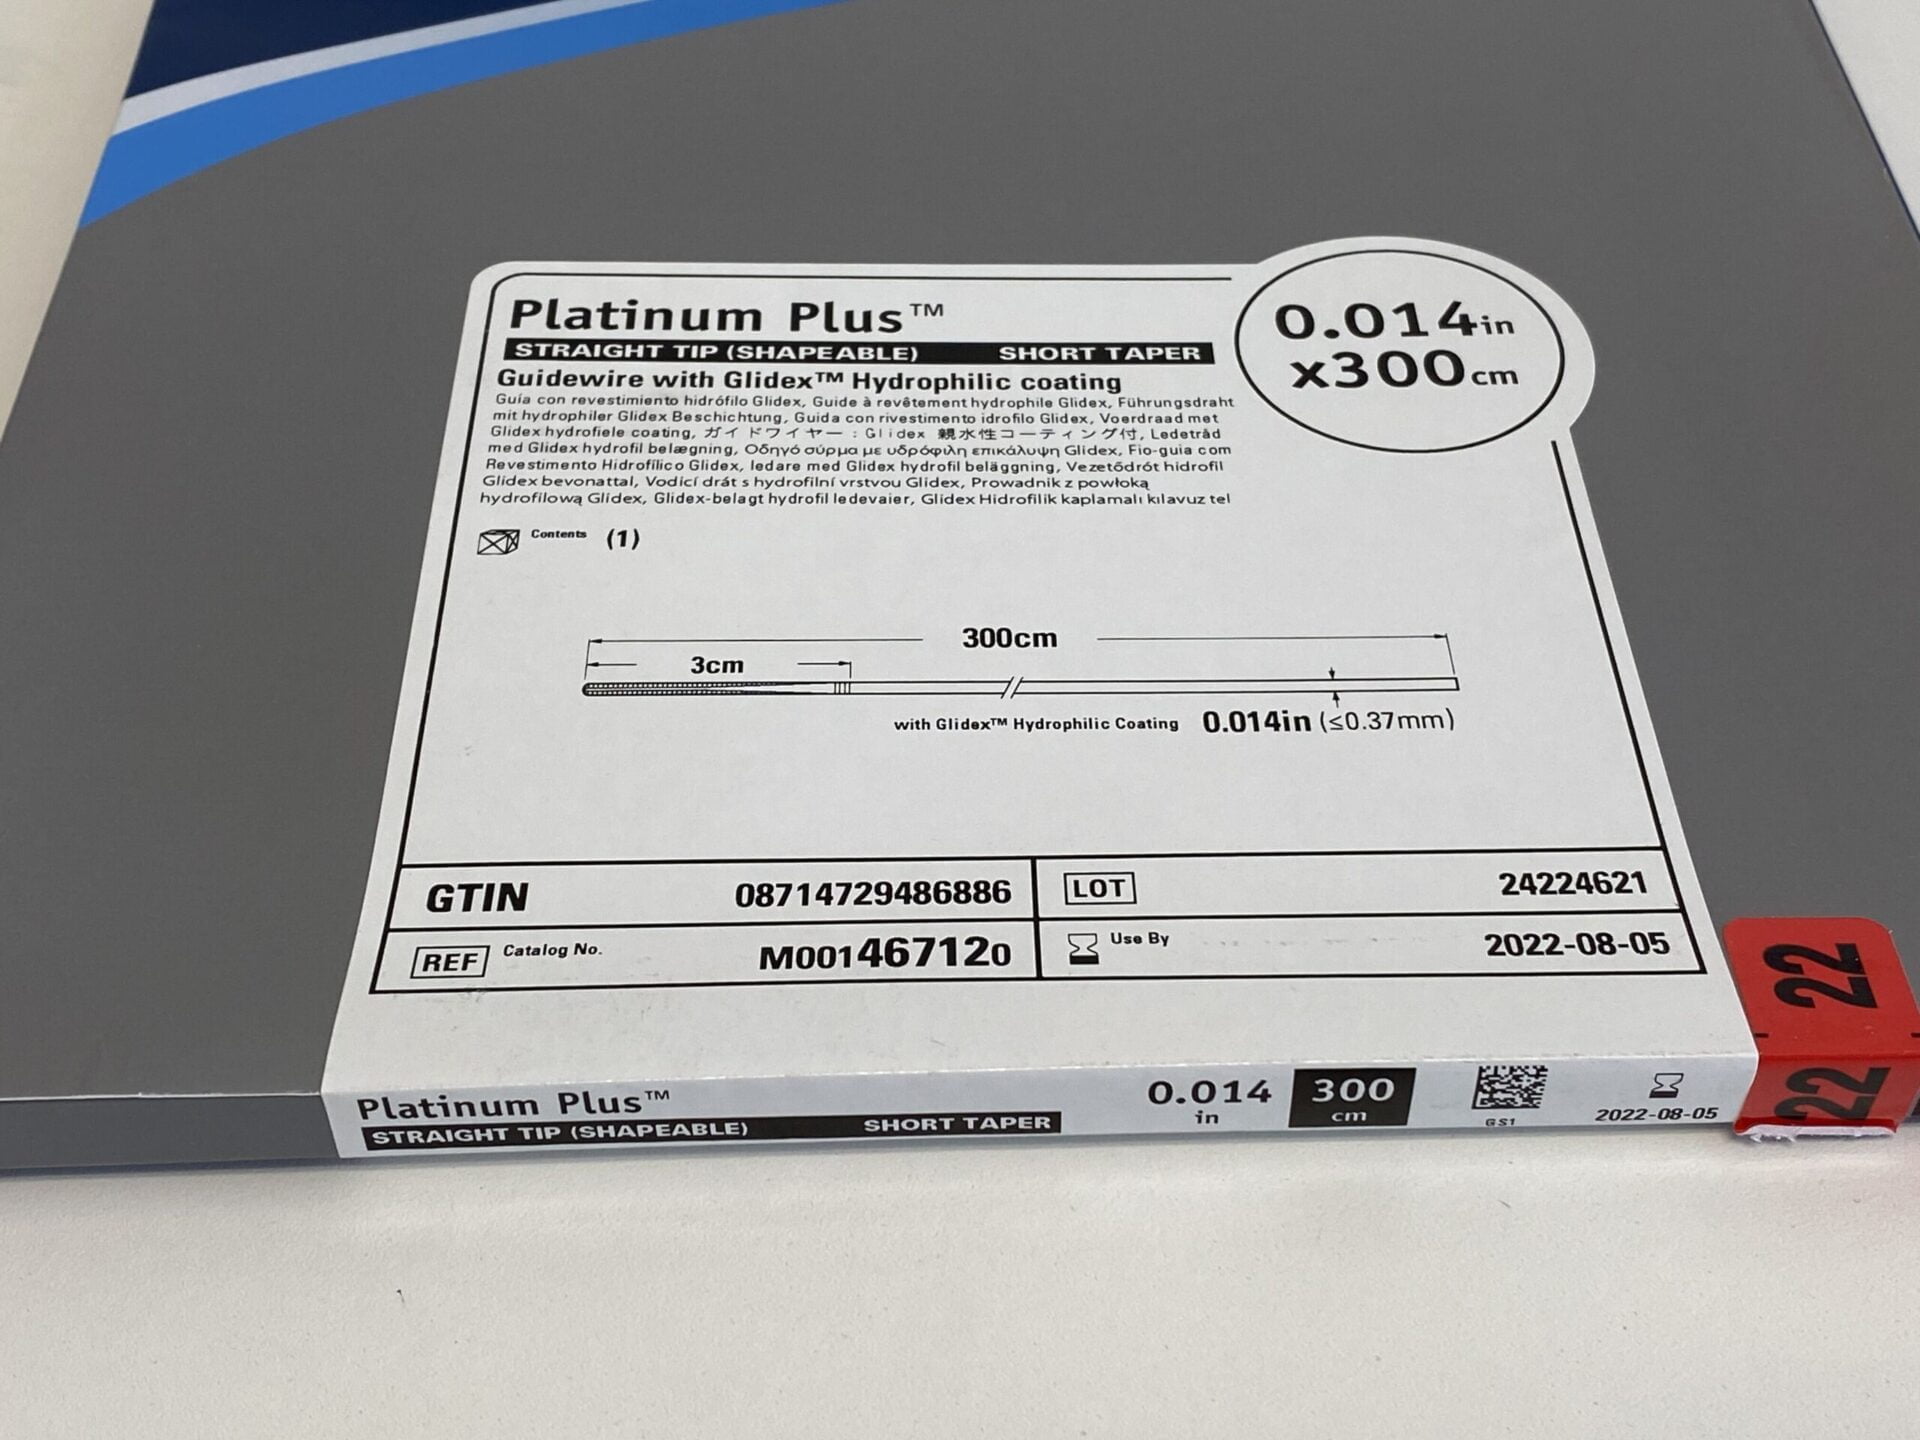 Platinum Plus™
STRAIGHT TIP (SHAPEABLE) SHORT TAPER
0.014in
x300cm
Guidewire with Glidex™ Hydrophilic coating
Guía con revestimiento hidrófilo Glidex, Guide à revêtement hydrophile Glidex, Führungsdraht
mit hydrophiler Glidex Beschichtung, Guida con rivestimento idrofilo Glidex, Voerdraad met
Glidex hydrofiele coating, ガイドワイヤー : Glidex 親水性コーティング付, Ledetråd
med Glidex hydrofil belægning, Οδηγό σύρμα με υδρόφιλη επικάλυψη Glidex, Fio-guia com
Revestimento Hidrofílico Glidex, ledare med Glidex hydrofil beläggning, Vezetődrót hidrofil
Glidex bevonattal, Vodicí drát s hydrofilní vrstvou Glidex, Prowadnik z powłoką
hydrofilową Glidex, Glidex-belagt hydrofil ledevaier, Glidex Hidrofilik kaplamalı kılavuz tel
Contents (1)
300cm
3cm
with Glidex™ Hydrophilic Coating 0.014in (≤0.37mm)
GTIN 08714729486886
LOT 24224621
REF Catalog No. M001467120
Use By 2022-08-05
22
Platinum Plus™
STRAIGHT TIP (SHAPEABLE) SHORT TAPER
0.014
in
300
cm
GS1
2022-08-05
22